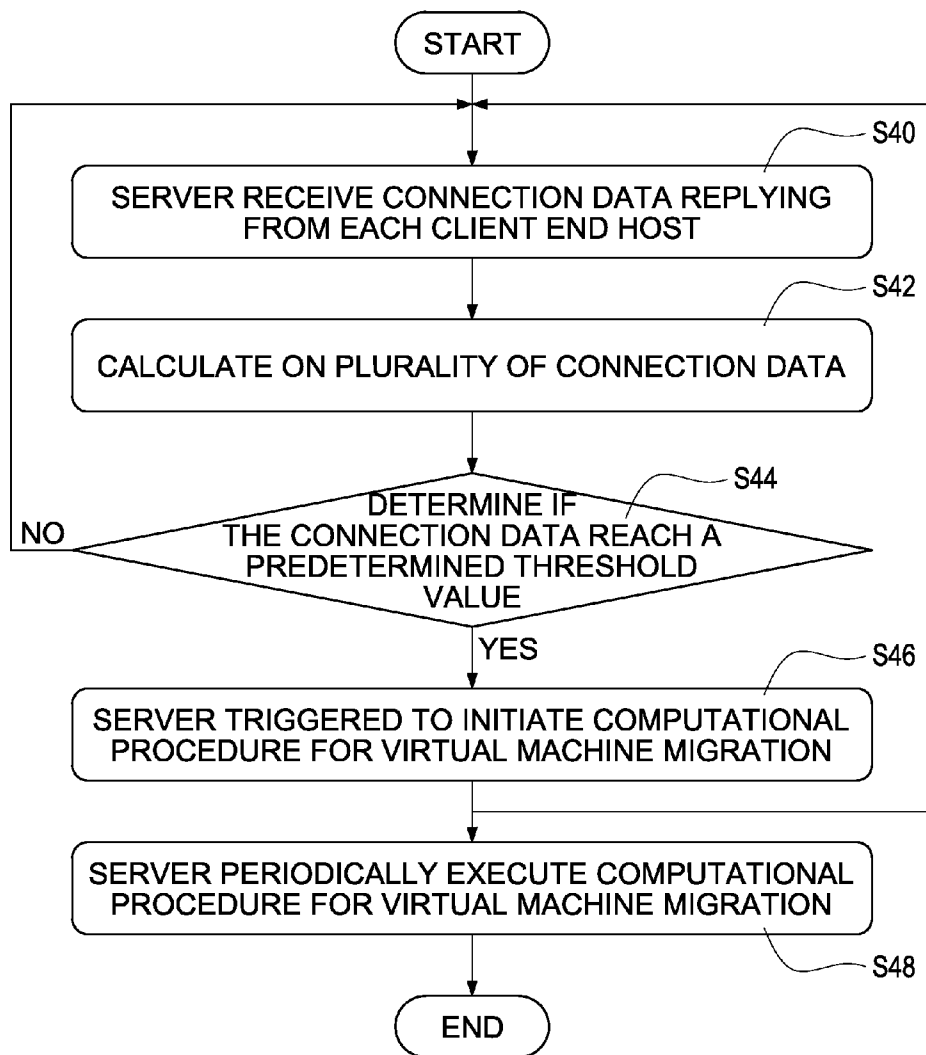 START
S40
SERVER RECEIVE CONNECTION DATA REPLYING
FROM EACH CLIENT END HOST
S42
CALCULATE ON PLURALITY OF CONNECTION DATA
S44
DETERMINE IF
THE CONNECTION DATA REACH A
PREDETERMINED THRESHOLD
VALUE
NO
YES
S46
SERVER TRIGGERED TO INITIATE COMPUTATIONAL
PROCEDURE FOR VIRTUAL MACHINE MIGRATION
SERVER PERIODICALLY EXECUTE COMPUTATIONAL
PROCEDURE FOR VIRTUAL MACHINE MIGRATION
S48
END